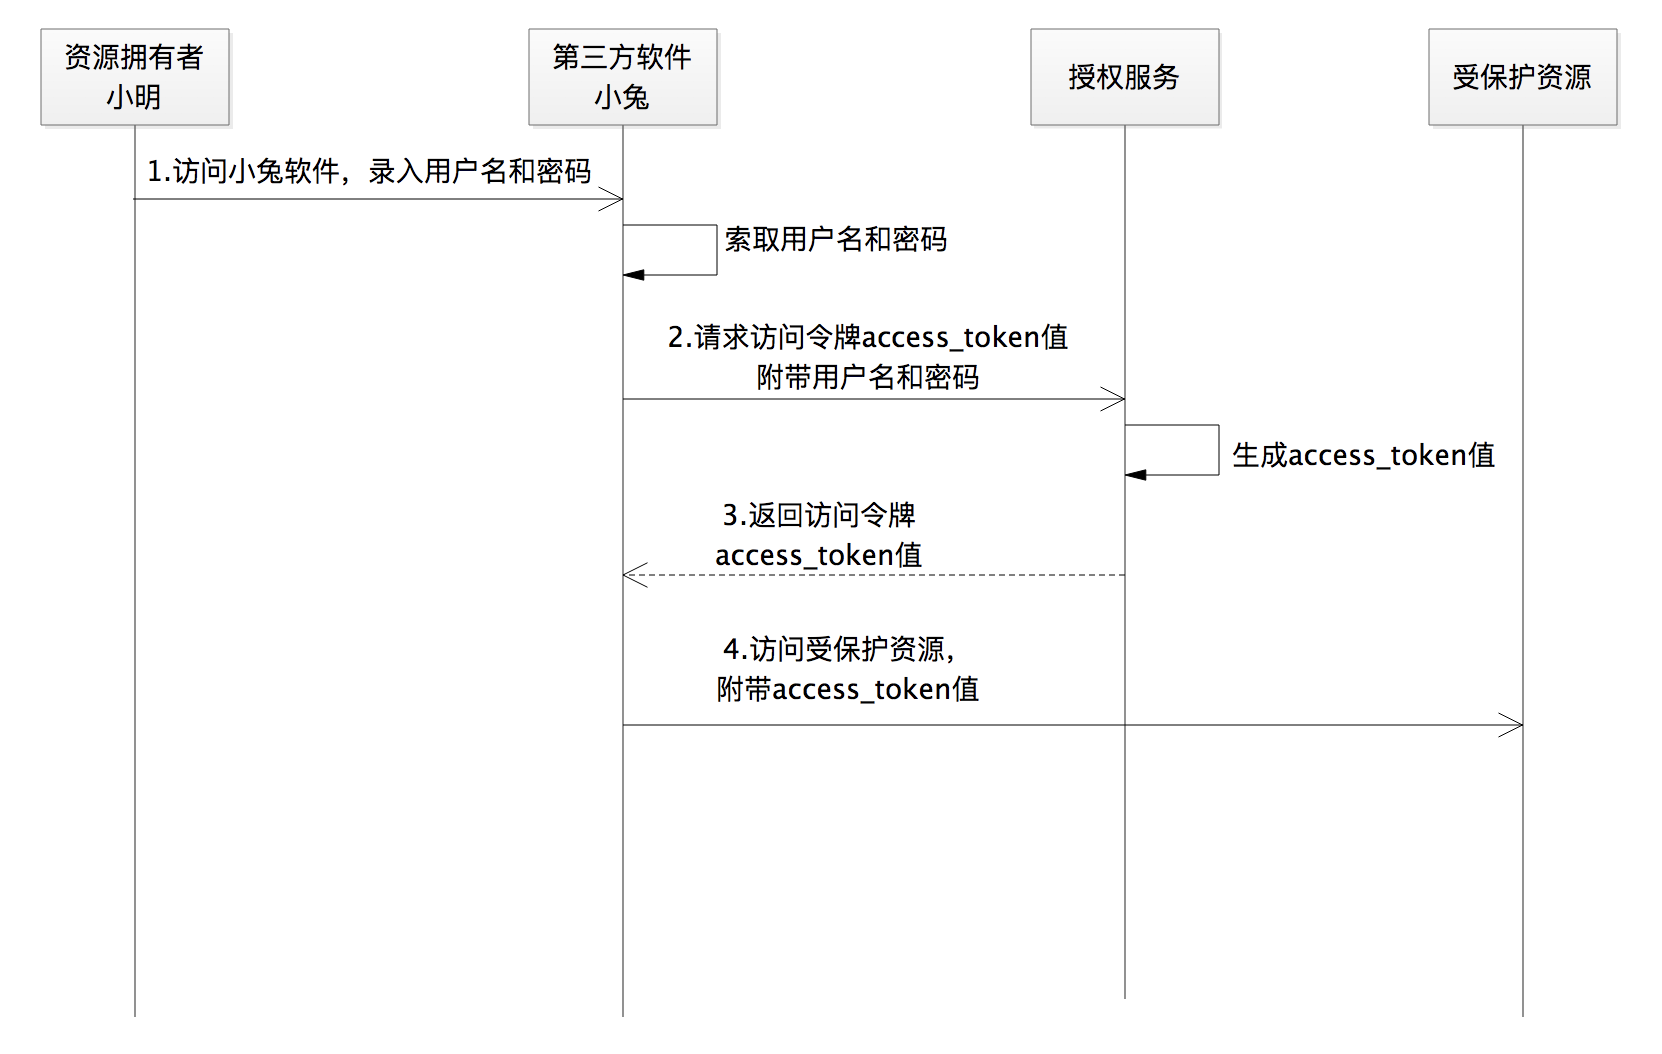 资源拥有者
小明
第三方软件
小兔
授权服务
受保护资源
1.访问小兔软件，录入用户名和密码
索取用户名和密码
2.请求访问令牌access_token值
附带用户名和密码
生成access_token值
3.返回访问令牌
access_token值
4.访问受保护资源，
附带access_token值